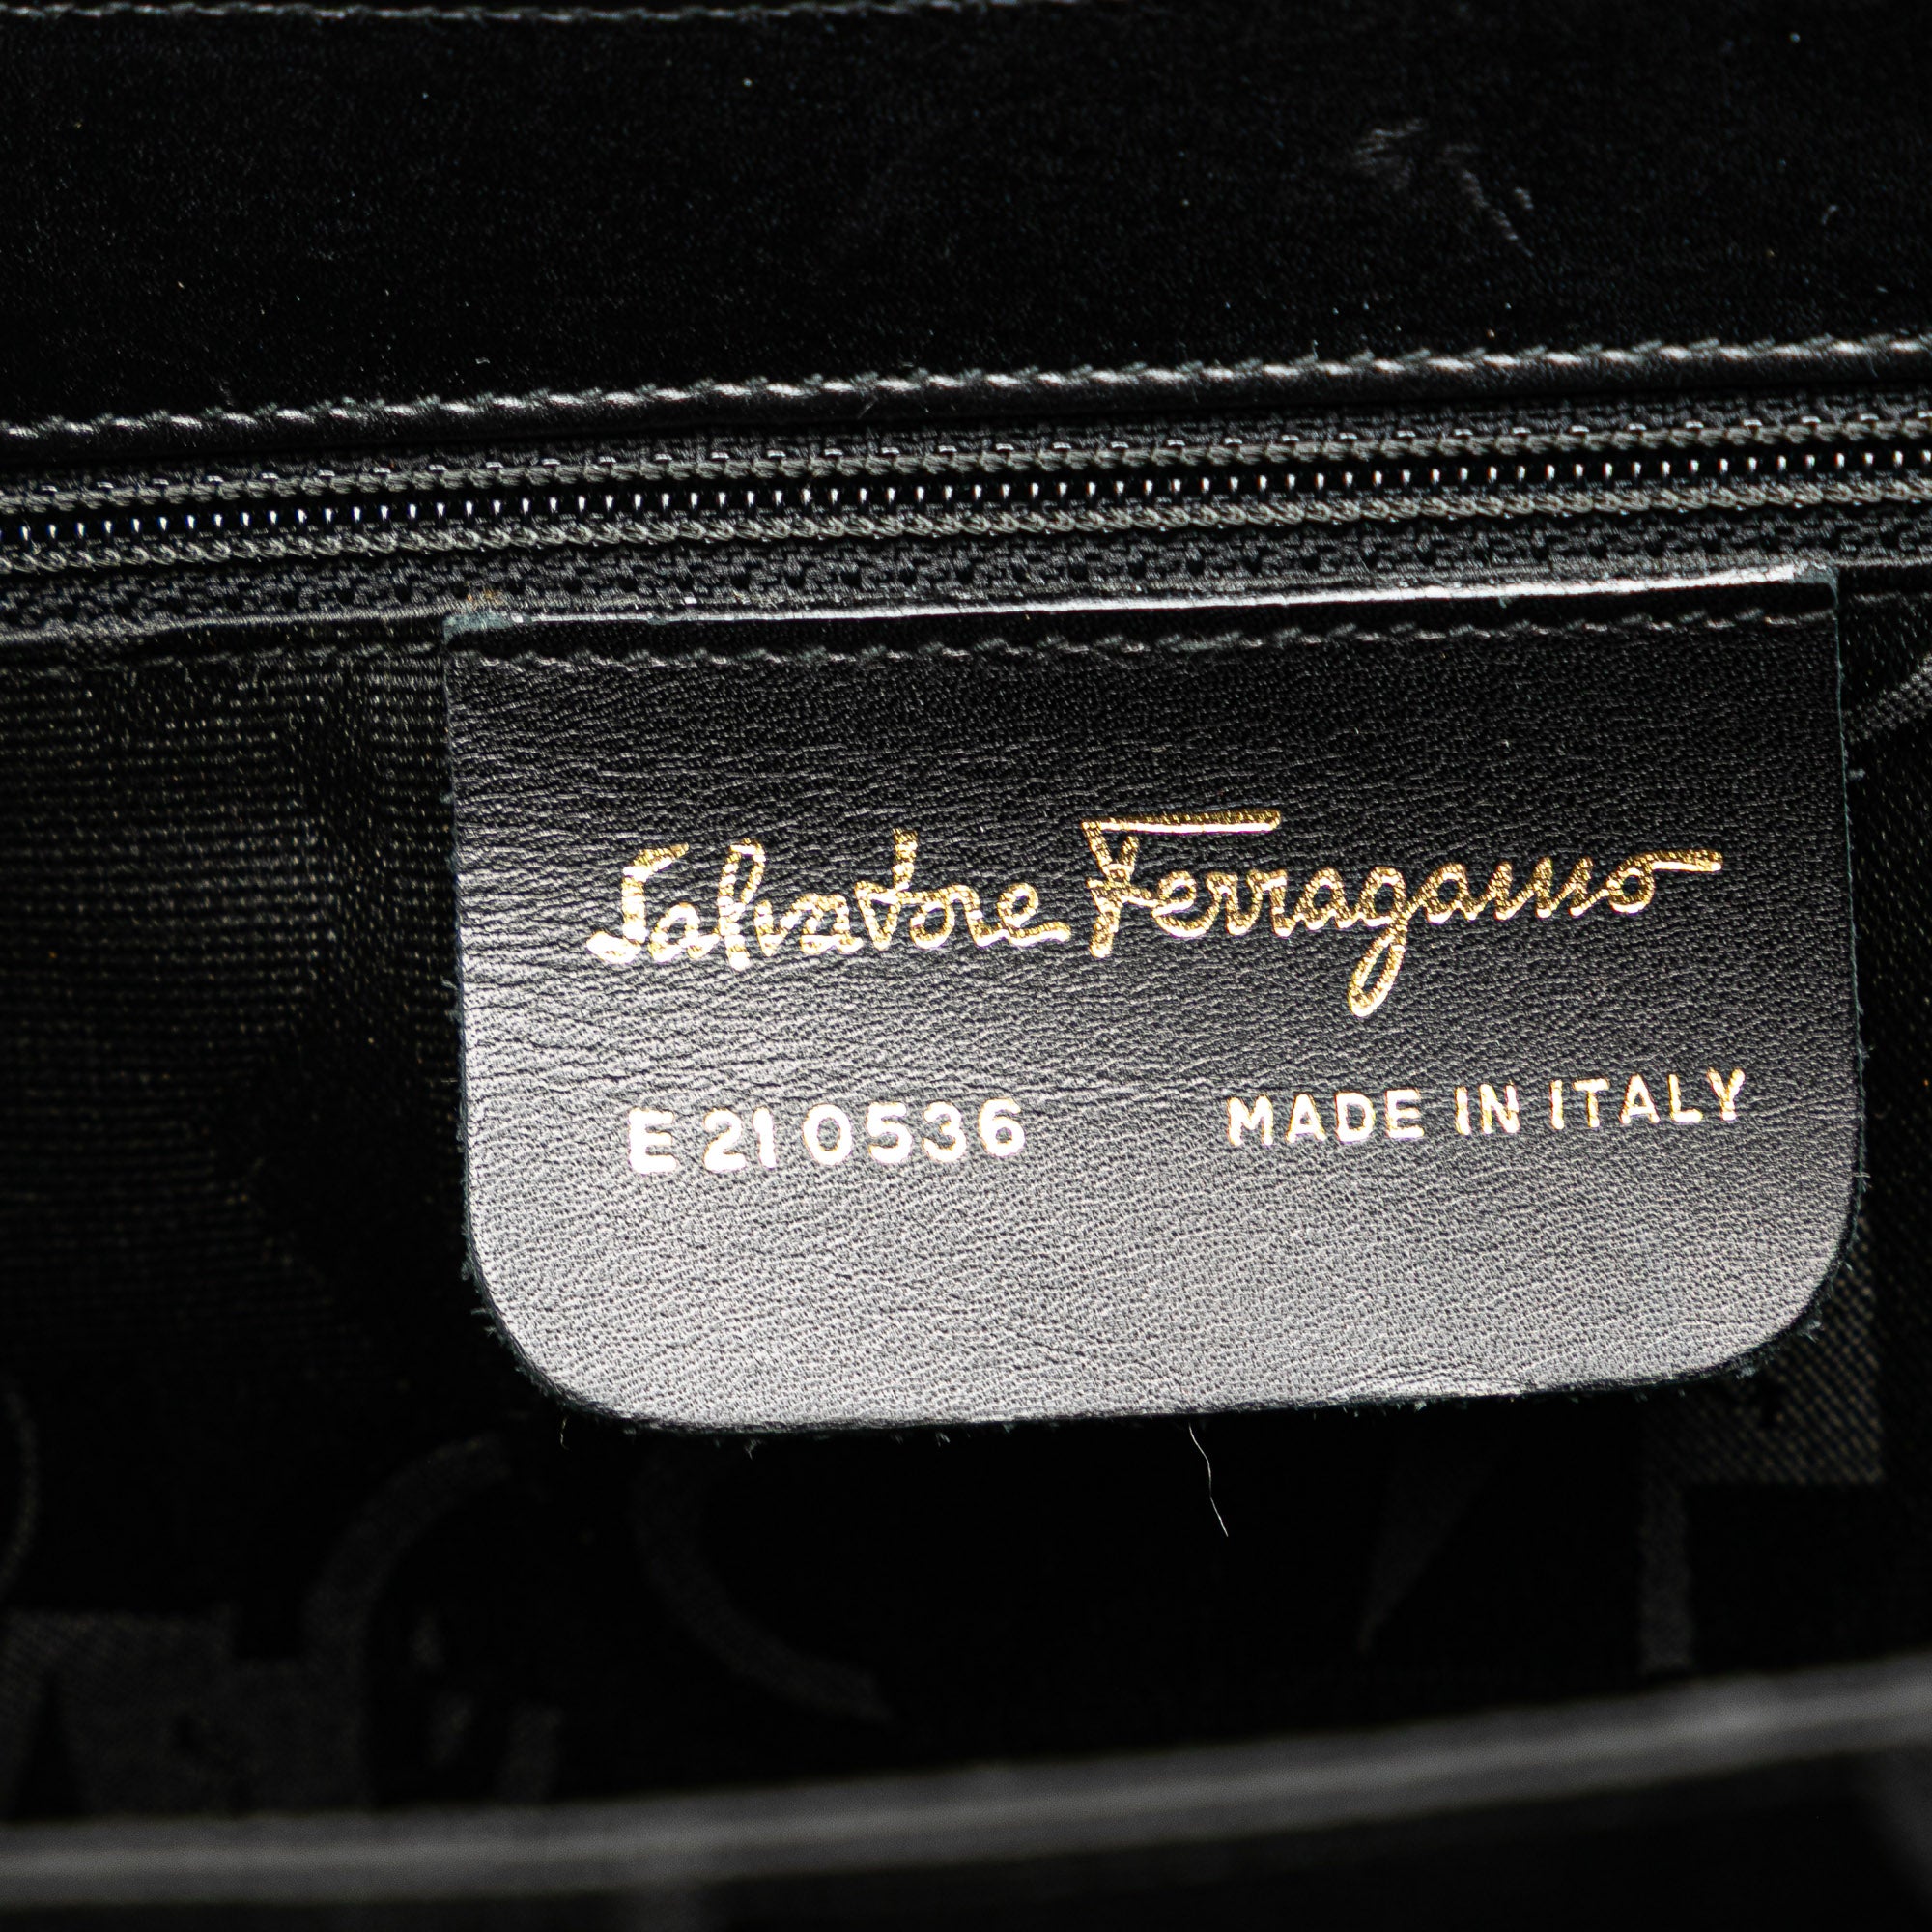 Salvatore Ferragamo
E 21 0536 MADE IN ITALY